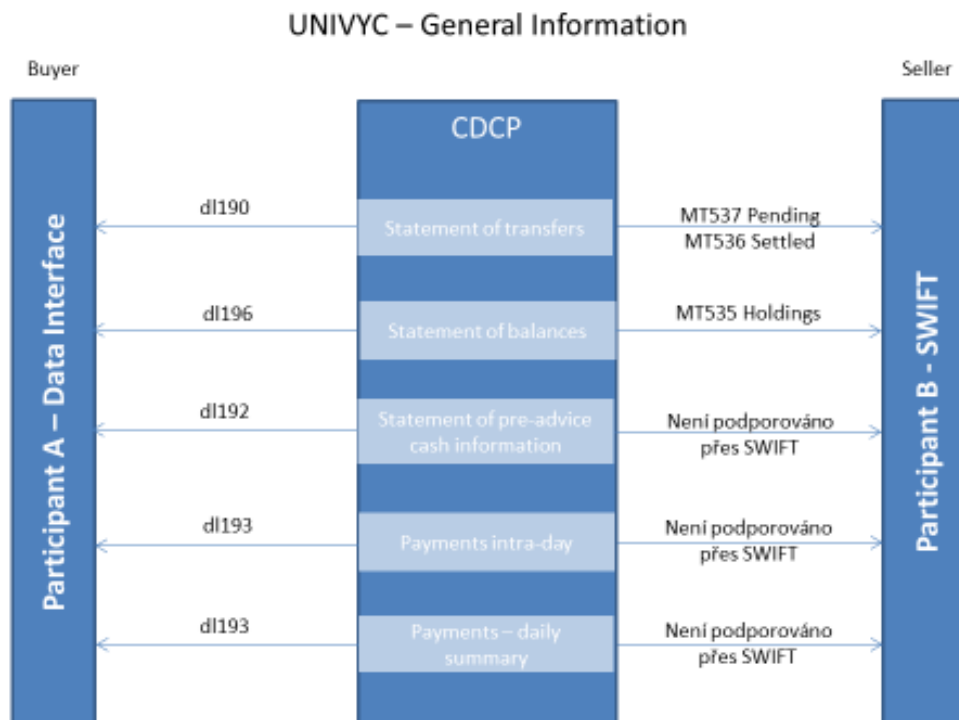 UNIVYC – General Information
Buyer
Seller
CDCP
Participant A – Data Interface
Participant B - SWIFT
dl190
Statement of transfers
MT537 Pending
MT536 Settled
dl196
Statement of balances
MT535 Holdings
dl192
Statement of pre-advice
cash information
Není podporováno
přes SWIFT
dl193
Payments intra-day
Není podporováno
přes SWIFT
dl193
Payments – daily
summary
Není podporováno
přes SWIFT